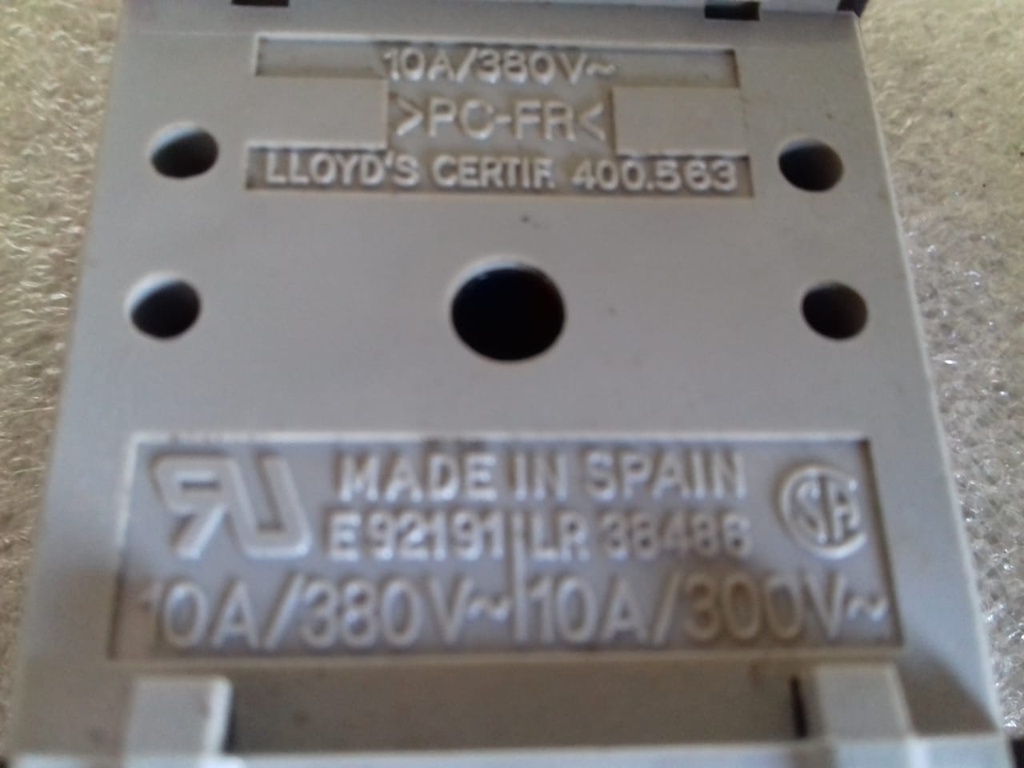 10A/380V~
>PC-FR<
LLOYD'S CERTIF. 400.563
MADE IN SPAIN
E 92191 LR 38486
10A/380V~ 10A/300V~